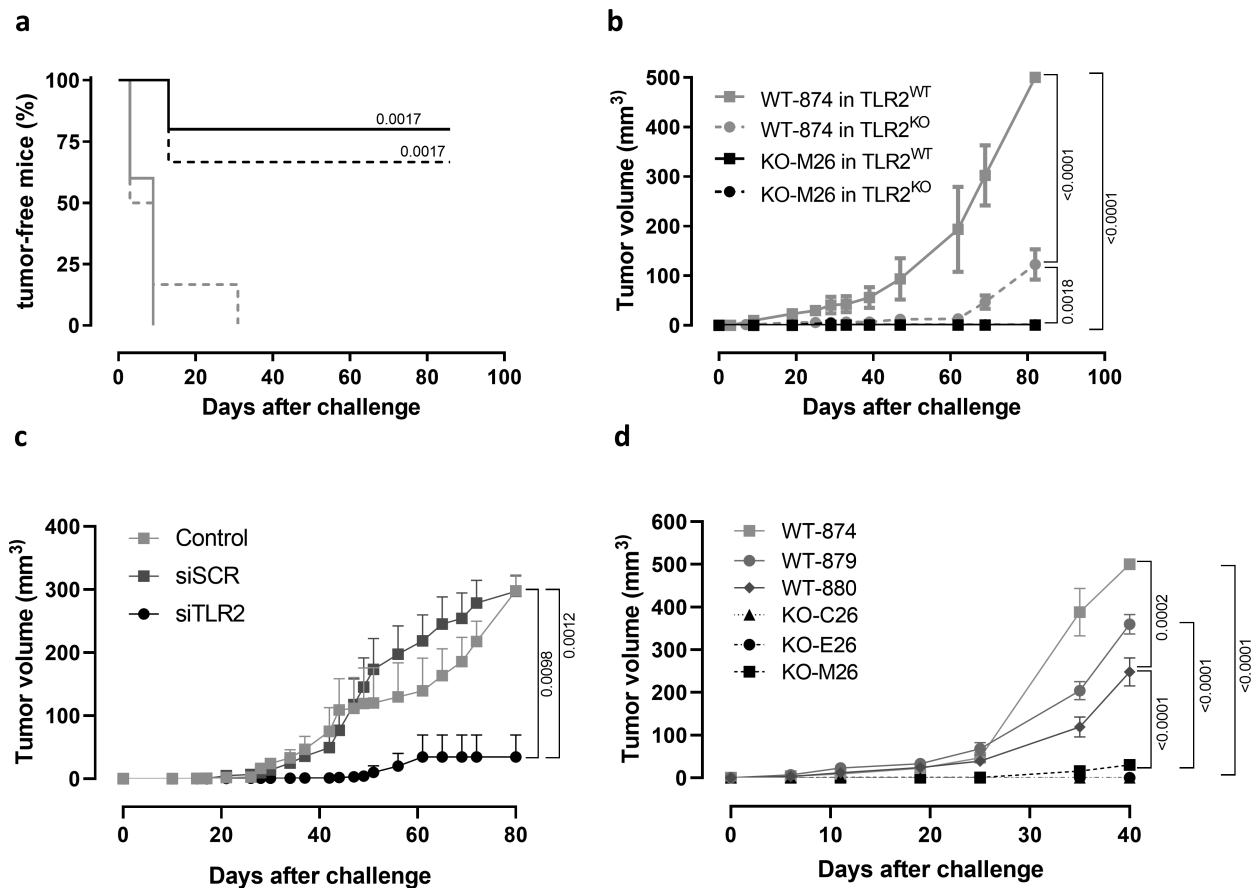 a
tumor-free mice (%)
100
75
50
25
0
0.0017
0.0017
0 20 40 60 80 100
Days after challenge
b
Tumor volume (mm³)
500
400
300
200
100
0
WT-874 in TLR2ᵂᵀ
WT-874 in TLR2ᴷᴼ
KO-M26 in TLR2ᵂᵀ
KO-M26 in TLR2ᴷᴼ
<0.0001
0.0018
<0.0001
0 20 40 60 80 100
Days after challenge
c
Tumor volume (mm³)
400
300
200
100
0
Control
siSCR
siTLR2
0.0098
0.0012
0 20 40 60 80
Days after challenge
d
Tumor volume (mm³)
600
500
400
300
200
100
0
WT-874
WT-879
WT-880
KO-C26
KO-E26
KO-M26
0.0002
<0.0001
<0.0001
<0.0001
0 10 20 30 40
Days after challenge